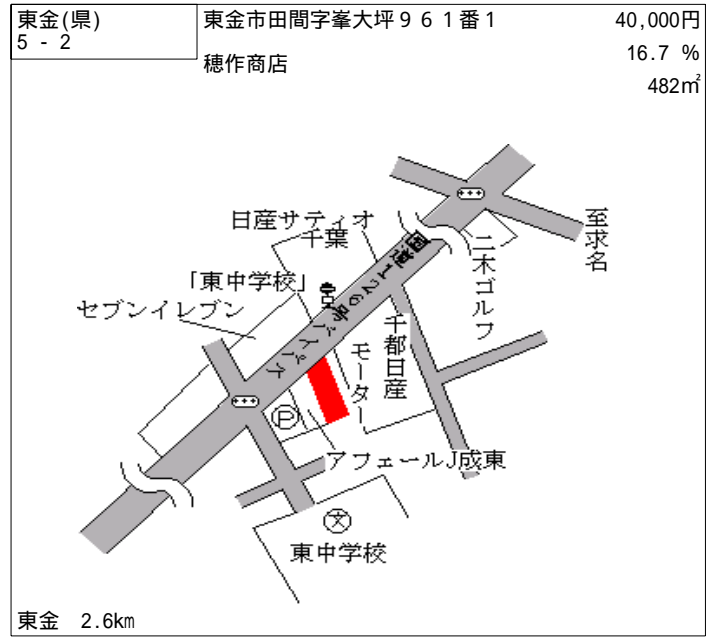 東金(県)
5 - 2
東金市田間字峯大坪９６１番1
穂作商店
40,000円
16.7 %
482㎡
日産サティオ
千葉
「東中学校」
セブンイレブン
国道126号バイパス
至求名
二木ゴルフ
千都日産
モーター
P
アフェールJ成東
文
東中学校
東金 2.6km